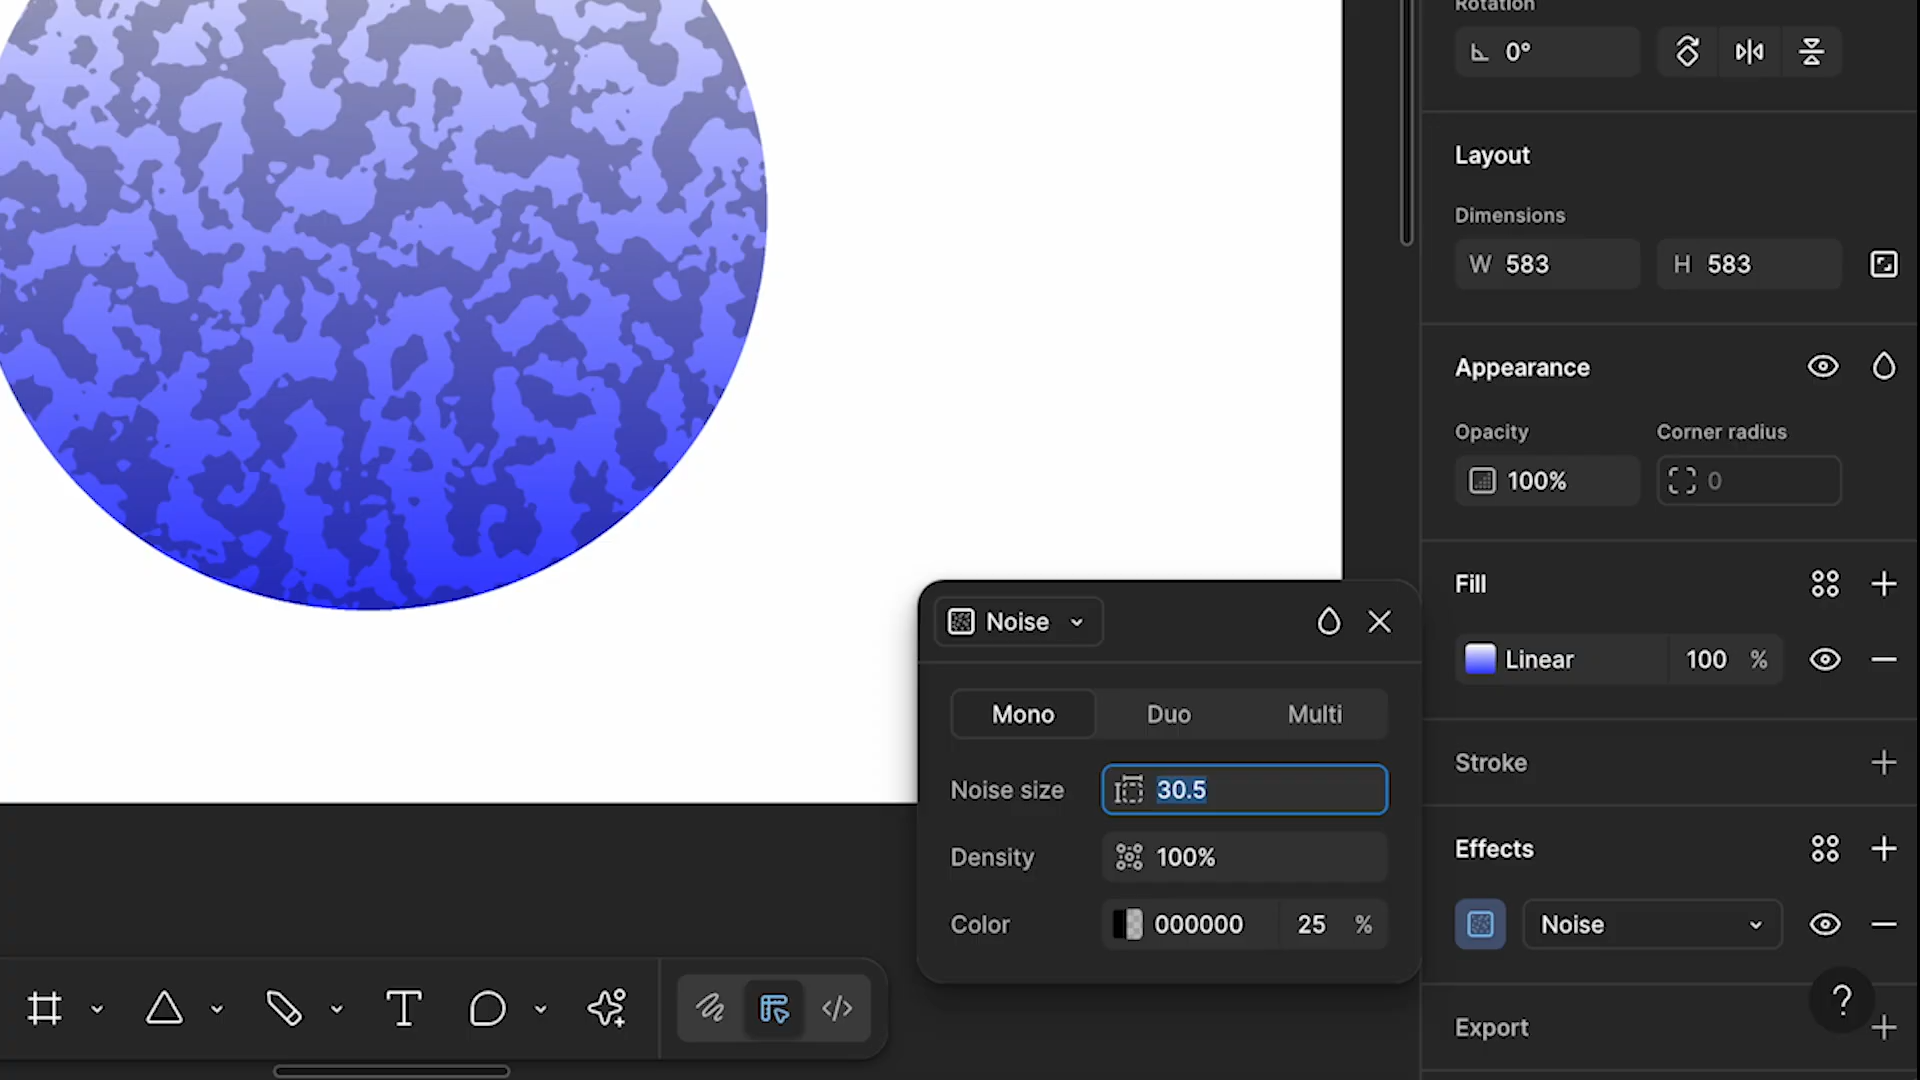 Rotation
0°
Layout
Dimensions
W 583
H 583
Appearance
Opacity
Corner radius
100%
0
Fill
Linear
100 %
Stroke
Effects
Noise
Export
?
Noise
Mono
Duo
Multi
Noise size
30.5
Density
100%
Color
000000
25 %